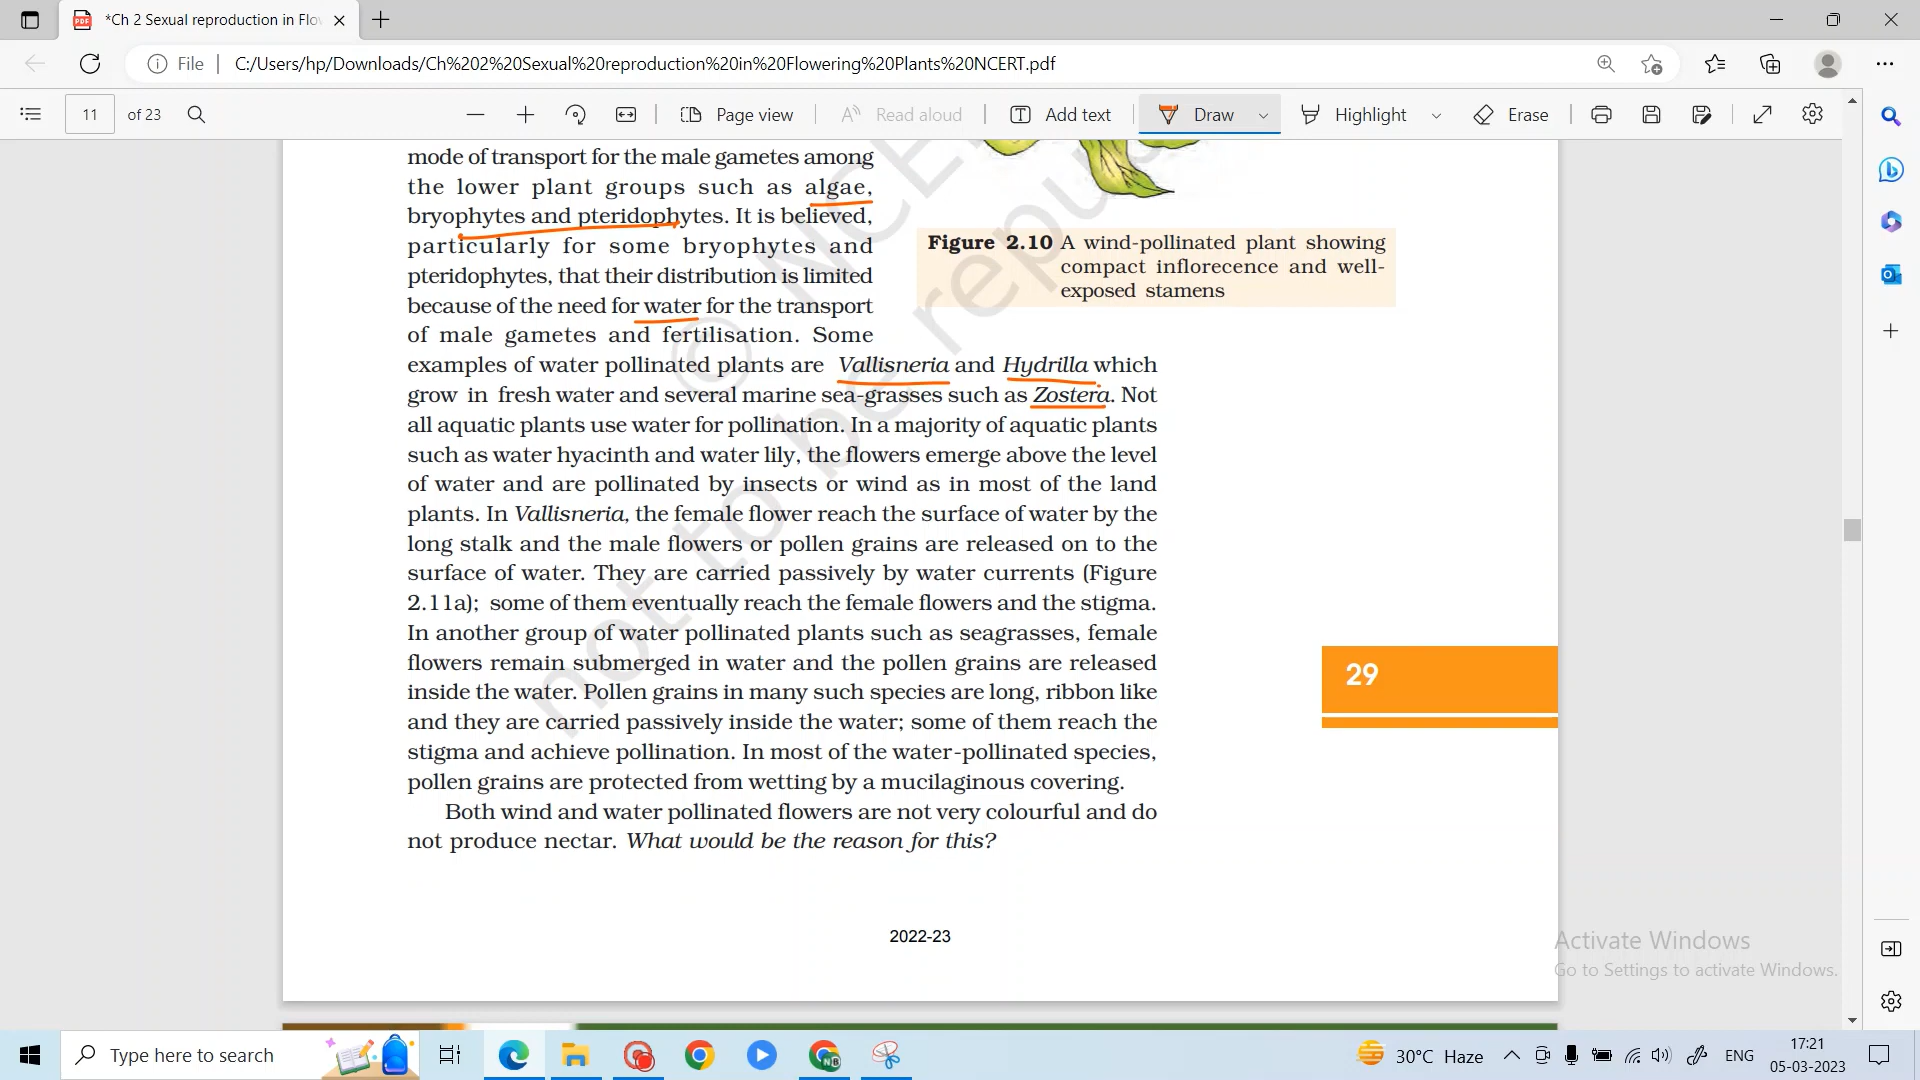 *Ch 2 Sexual reproduction in Flo
File
C:/Users/hp/Downloads/Ch%202%20Sexual%20reproduction%20in%20Flowering%20Plants%20NCERT.pdf
11 of 23
Page view
Read aloud
Add text
Draw
Highlight
Erase
mode of transport for the male gametes among
the lower plant groups such as algae,
bryophytes and pteridophytes. It is believed,
particularly for some bryophytes and
pteridophytes, that their distribution is limited
because of the need for water for the transport
of male gametes and fertilisation. Some
examples of water pollinated plants are Vallisneria and Hydrilla which
grow in fresh water and several marine sea-grasses such as Zostera. Not
all aquatic plants use water for pollination. In a majority of aquatic plants
such as water hyacinth and water lily, the flowers emerge above the level
of water and are pollinated by insects or wind as in most of the land
plants. In Vallisneria, the female flower reach the surface of water by the
long stalk and the male flowers or pollen grains are released on to the
surface of water. They are carried passively by water currents (Figure
2.11a); some of them eventually reach the female flowers and the stigma.
In another group of water pollinated plants such as seagrasses, female
flowers remain submerged in water and the pollen grains are released
inside the water. Pollen grains in many such species are long, ribbon like
and they are carried passively inside the water; some of them reach the
stigma and achieve pollination. In most of the water-pollinated species,
pollen grains are protected from wetting by a mucilaginous covering.
Both wind and water pollinated flowers are not very colourful and do
not produce nectar. What would be the reason for this?
Figure 2.10 A wind-pollinated plant showing
compact inflorecence and well-
exposed stamens
29
© NCE
not to be repu
2022-23
Activate Windows
Go to Settings to activate Windows.
Type here to search
30°C Haze
ENG
17:21
05-03-2023